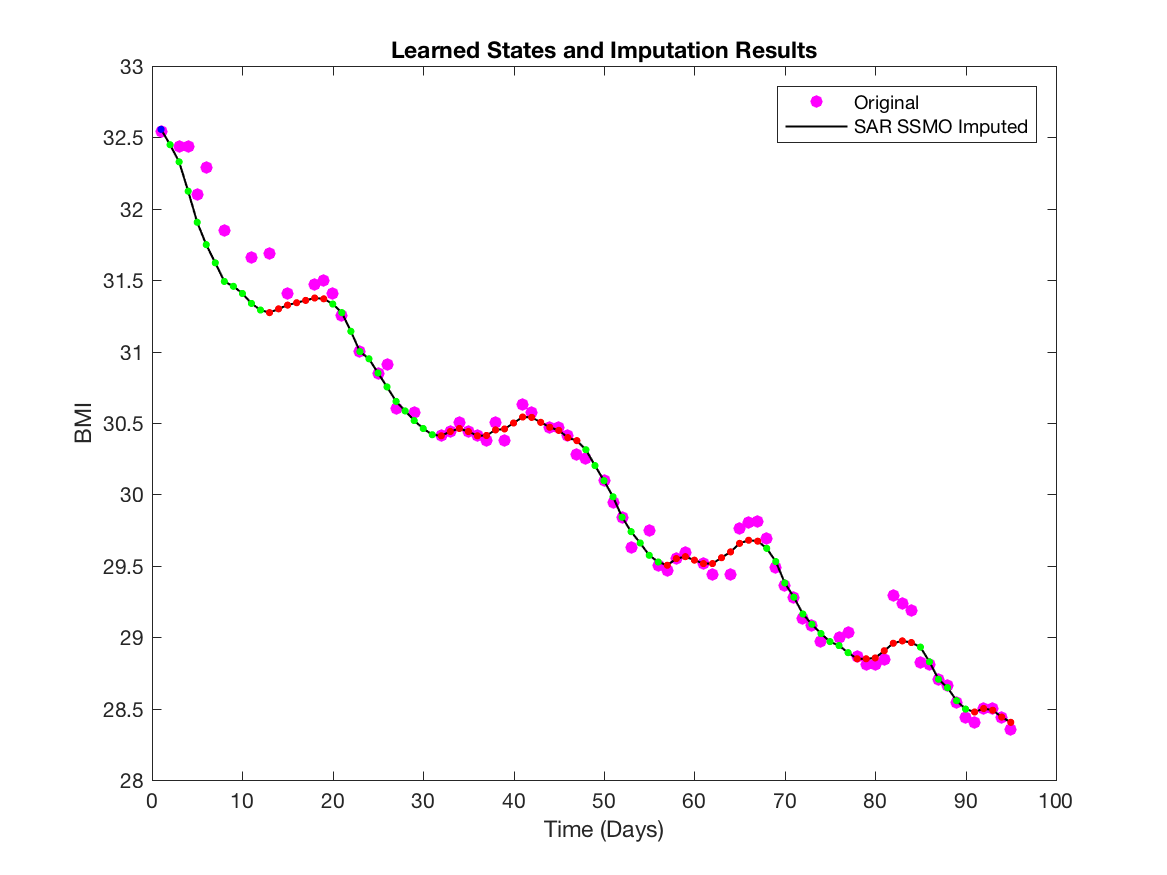 Learned States and Imputation Results
33
32.5
32
31.5
31
30.5
30
29.5
29
28.5
28
BMI
Original
SAR SSMO Imputed
0 10 20 30 40 50 60 70 80 90 100
Time (Days)